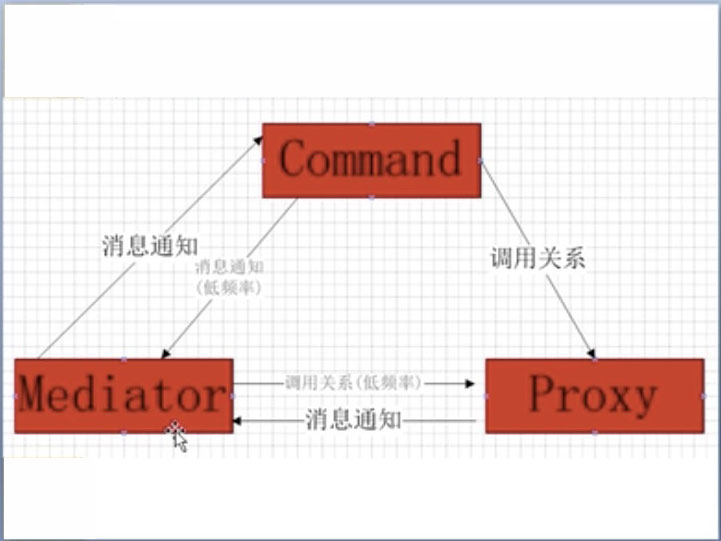 Command
消息通知
消息通知
(低频率)
调用关系
Mediator
调用关系(低频率)
消息通知
Proxy